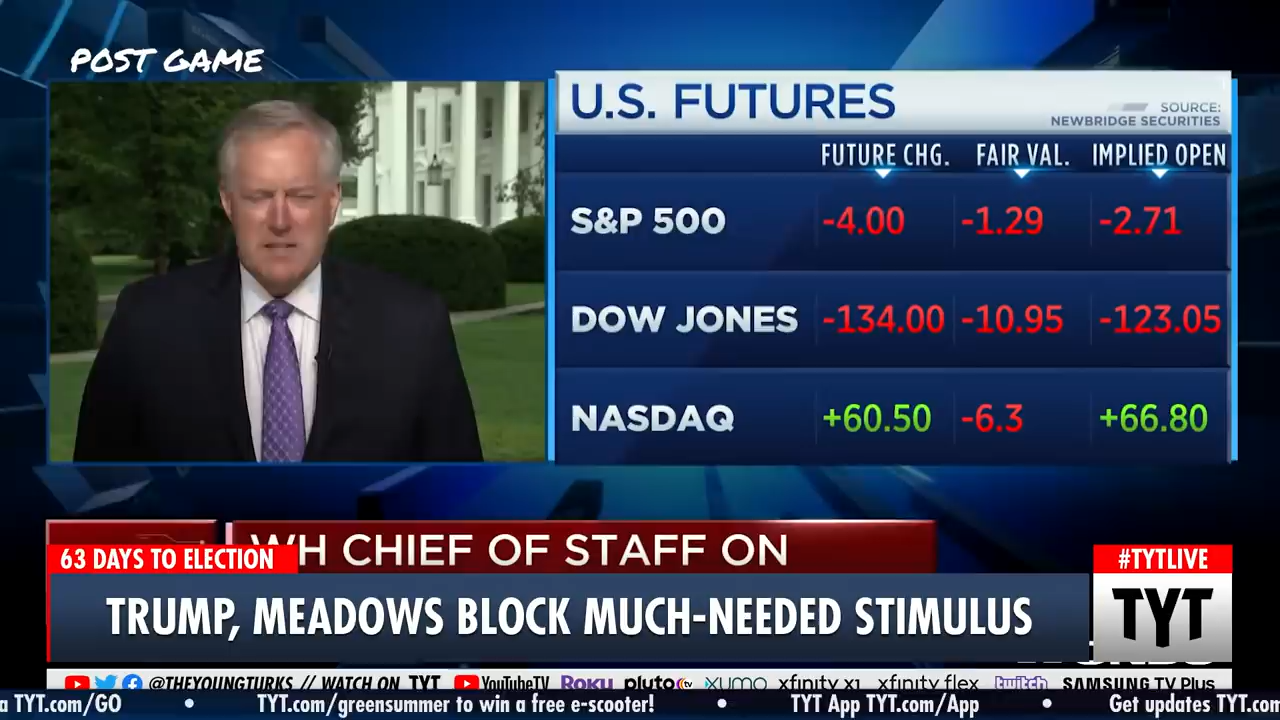 POST GAME
U.S. FUTURES
SOURCE:
NEWBRIDGE SECURITIES
FUTURE CHG. FAIR VAL. IMPLIED OPEN
S&P 500 -4.00 -1.29 -2.71
DOW JONES -134.00 -10.95 -123.05
NASDAQ +60.50 -6.3 +66.80
WH CHIEF OF STAFF ON
63 DAYS TO ELECTION
#TYTLIVE
TRUMP, MEADOWS BLOCK MUCH-NEEDED STIMULUS
TYT
@THEYOUNGTURKS // WATCH ON TYT YouTubeTV ROKU pluto tv XUMO xfinity x1 xfinity flex twitch SAMSUNG TV Plus
a TYT.com/GO • TYT.com/greensummer to win a free e-scooter! • TYT App TYT.com/App • Get updates TYT.com